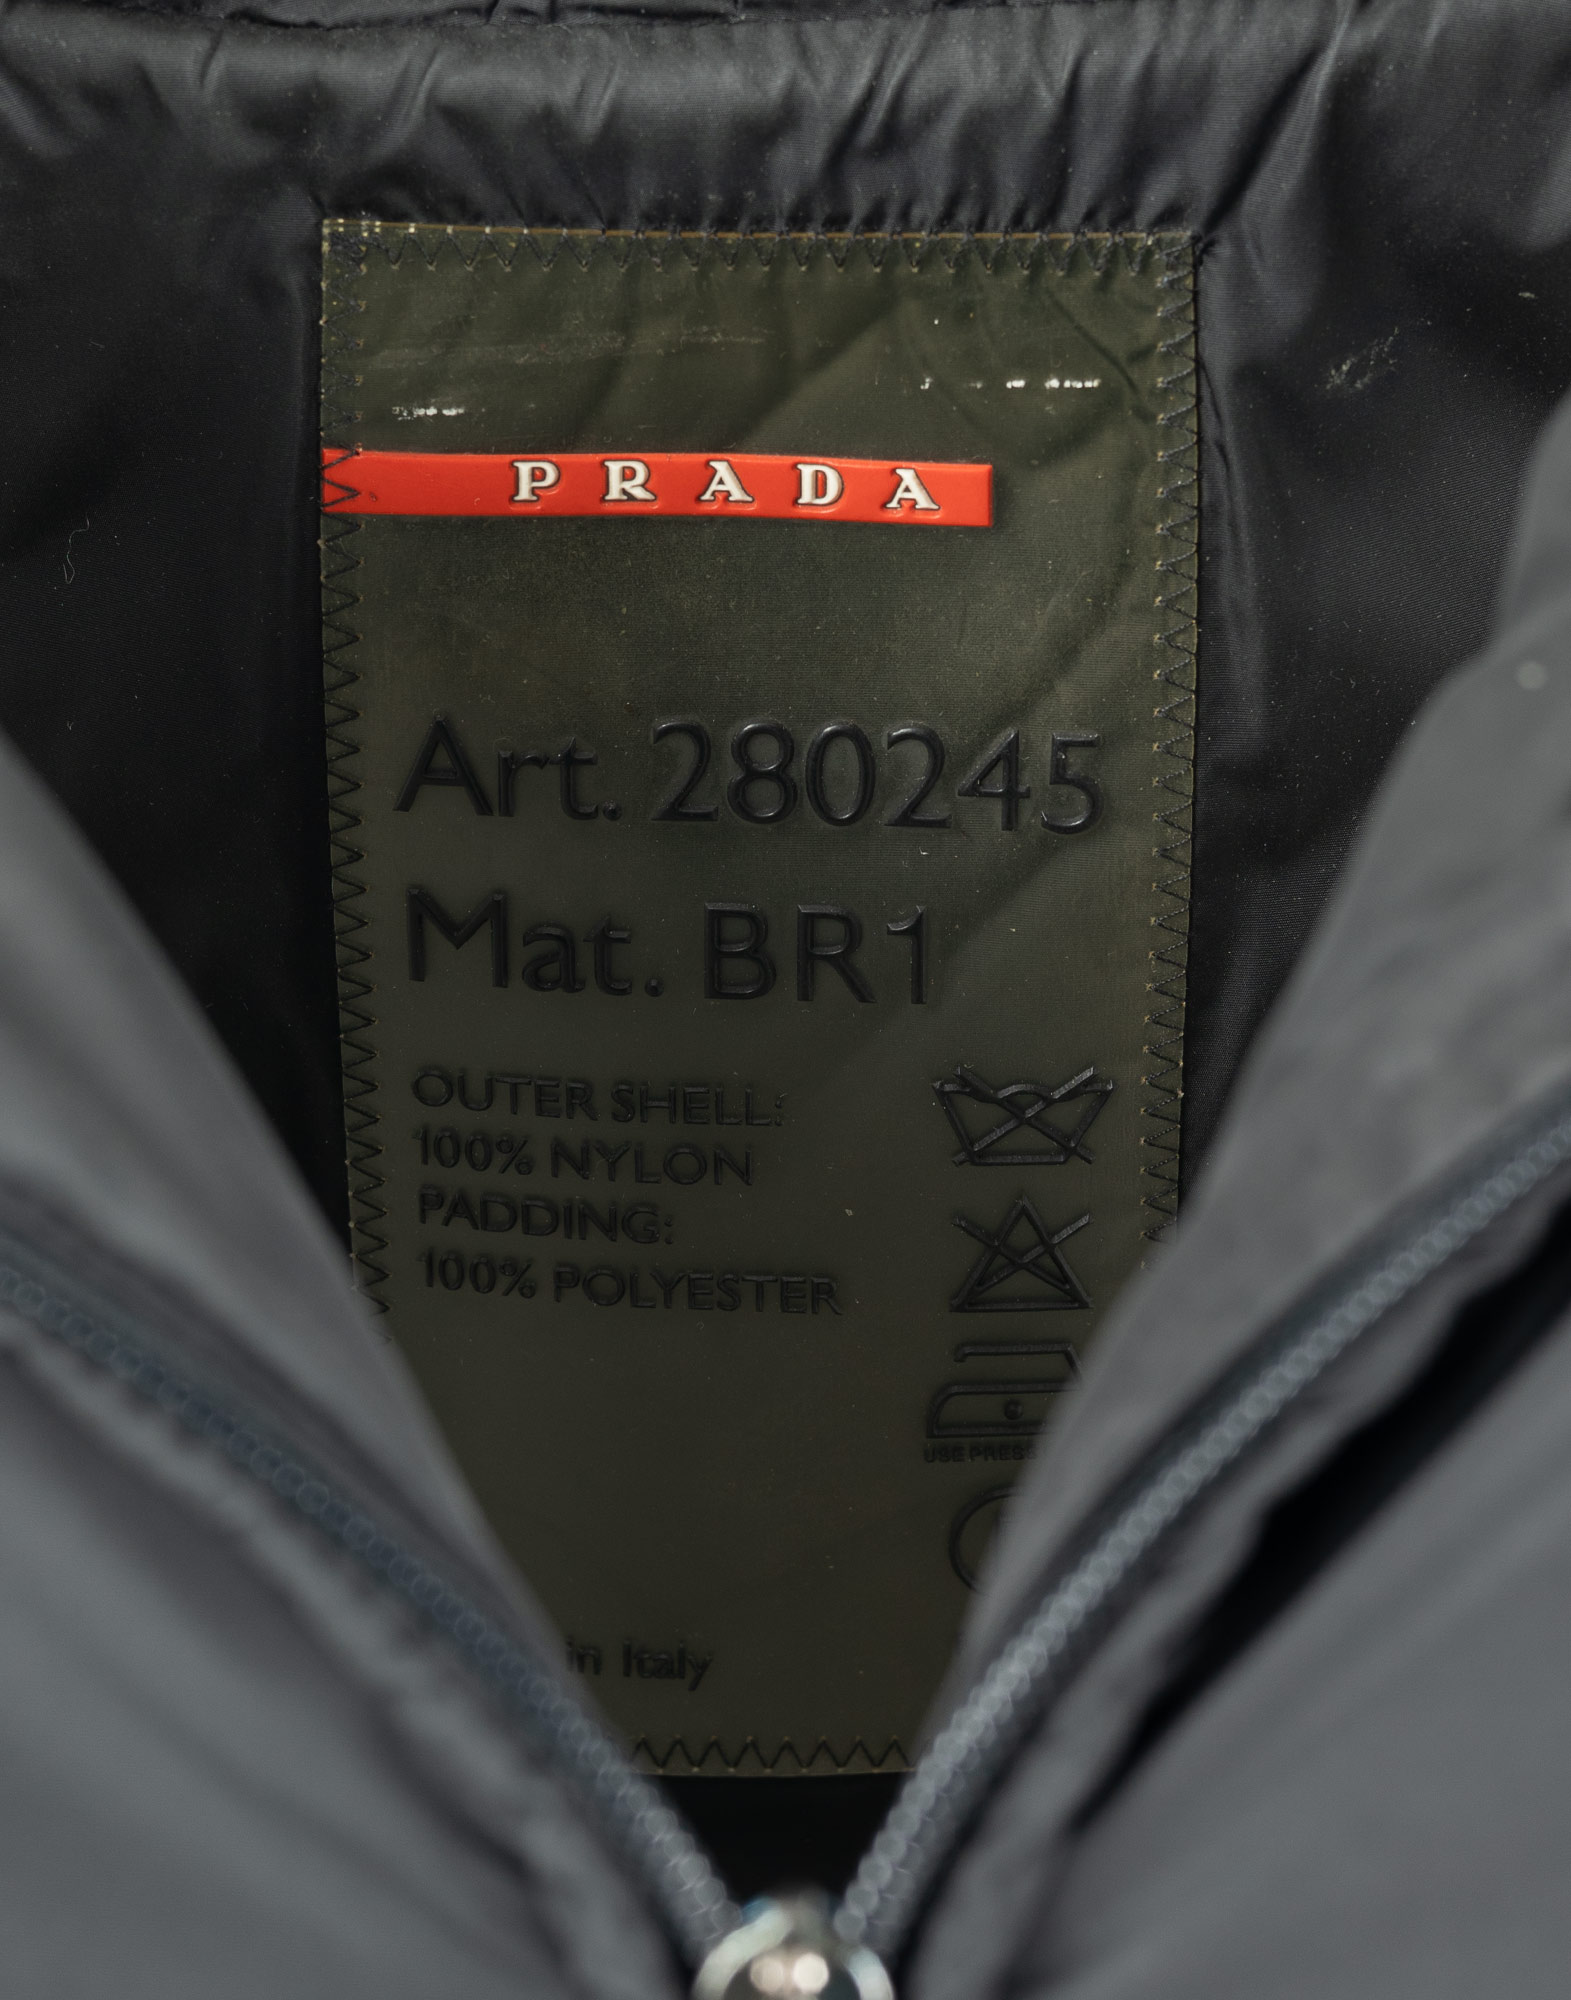 PRADA
Art. 280245
Mat. BR1
OUTER SHELL:
100% NYLON
PADDING:
100% POLYESTER
USE PRESS
in Italy